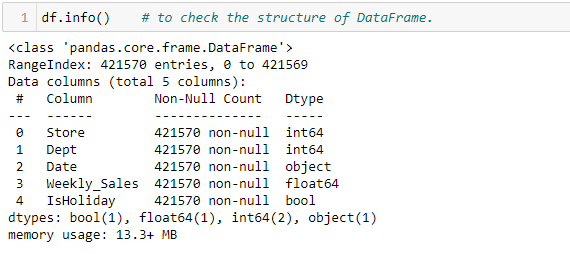 1 df.info()    # to check the structure of DataFrame.
<class 'pandas.core.frame.DataFrame'>
RangeIndex: 421570 entries, 0 to 421569
Data columns (total 5 columns):
 #   Column        Non-Null Count   Dtype
---  ------        --------------   -----
 0   Store         421570 non-null  int64
 1   Dept          421570 non-null  int64
 2   Date          421570 non-null  object
 3   Weekly_Sales  421570 non-null  float64
 4   IsHoliday     421570 non-null  bool
dtypes: bool(1), float64(1), int64(2), object(1)
memory usage: 13.3+ MB